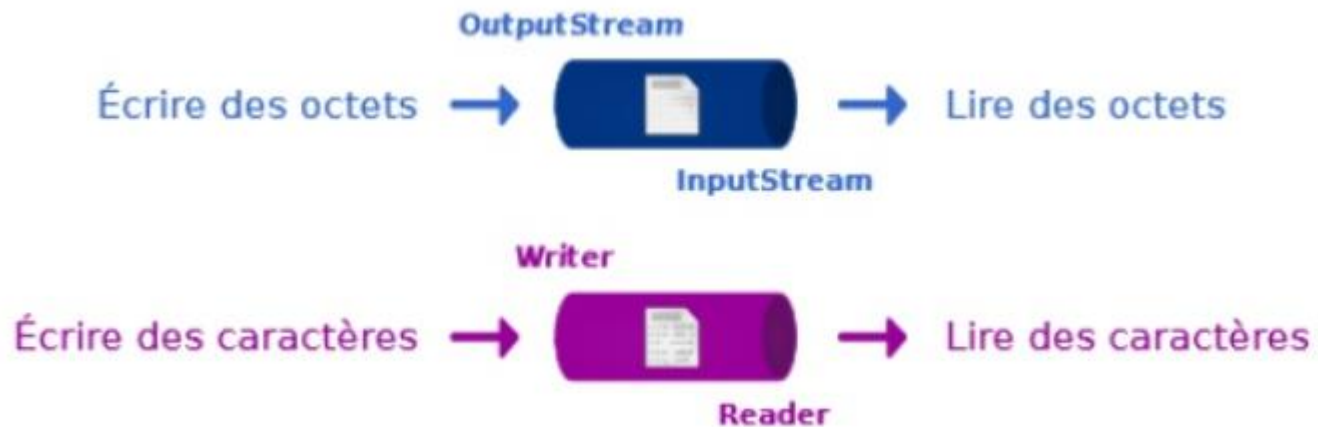 OutputStream
Écrire des octets
Lire des octets
InputStream
Writer
Écrire des caractères
Lire des caractères
Reader